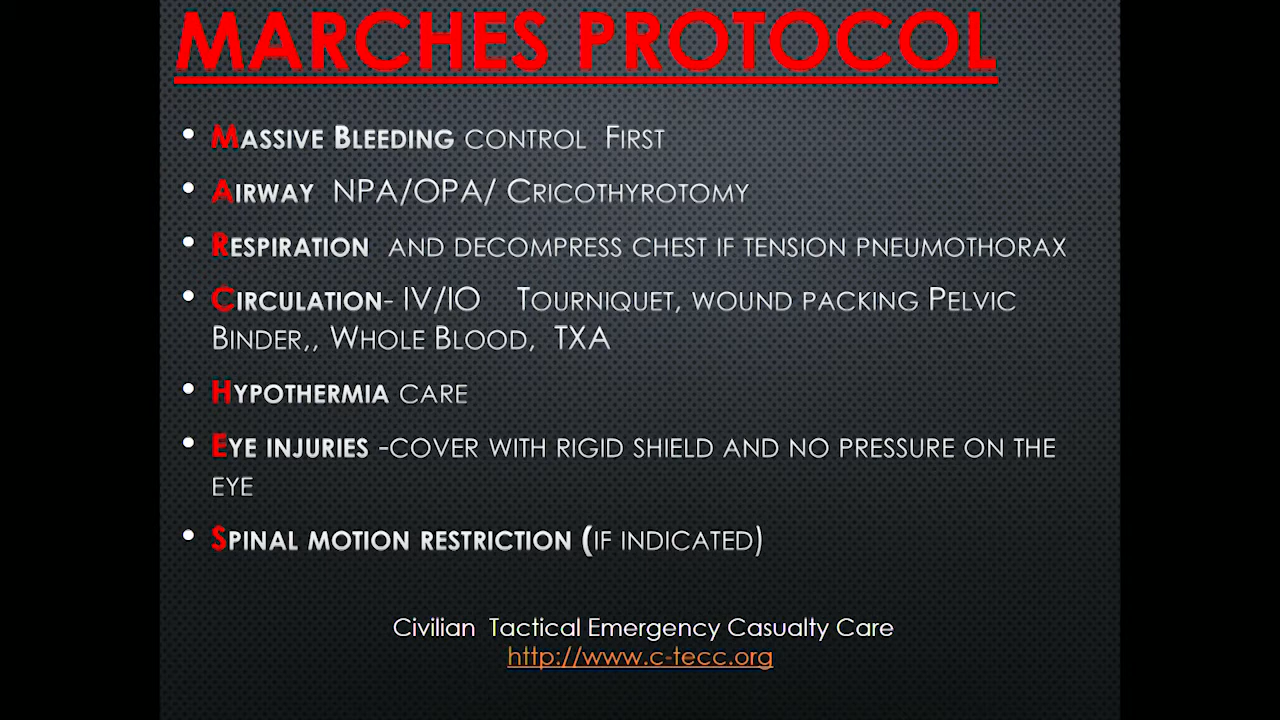 MARCHES PROTOCOL
• MASSIVE BLEEDING CONTROL FIRST
• AIRWAY NPA/OPA/ CRICOTHYROTOMY
• RESPIRATION AND DECOMPRESS CHEST IF TENSION PNEUMOTHORAX
• CIRCULATION- IV/IO TOURNIQUET, WOUND PACKING PELVIC
BINDER,, WHOLE BLOOD, TXA
• HYPOTHERMIA CARE
• EYE INJURIES -COVER WITH RIGID SHIELD AND NO PRESSURE ON THE
EYE
• SPINAL MOTION RESTRICTION (IF INDICATED)
Civilian Tactical Emergency Casualty Care
http://www.c-tecc.org